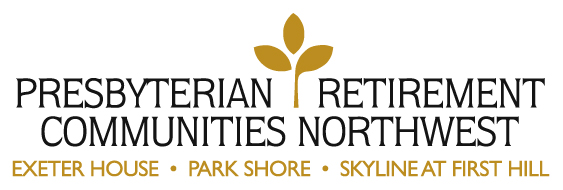 PRESBYTERIAN RETIREMENT
COMMUNITIES NORTHWEST
EXETER HOUSE • PARK SHORE • SKYLINE AT FIRST HILL